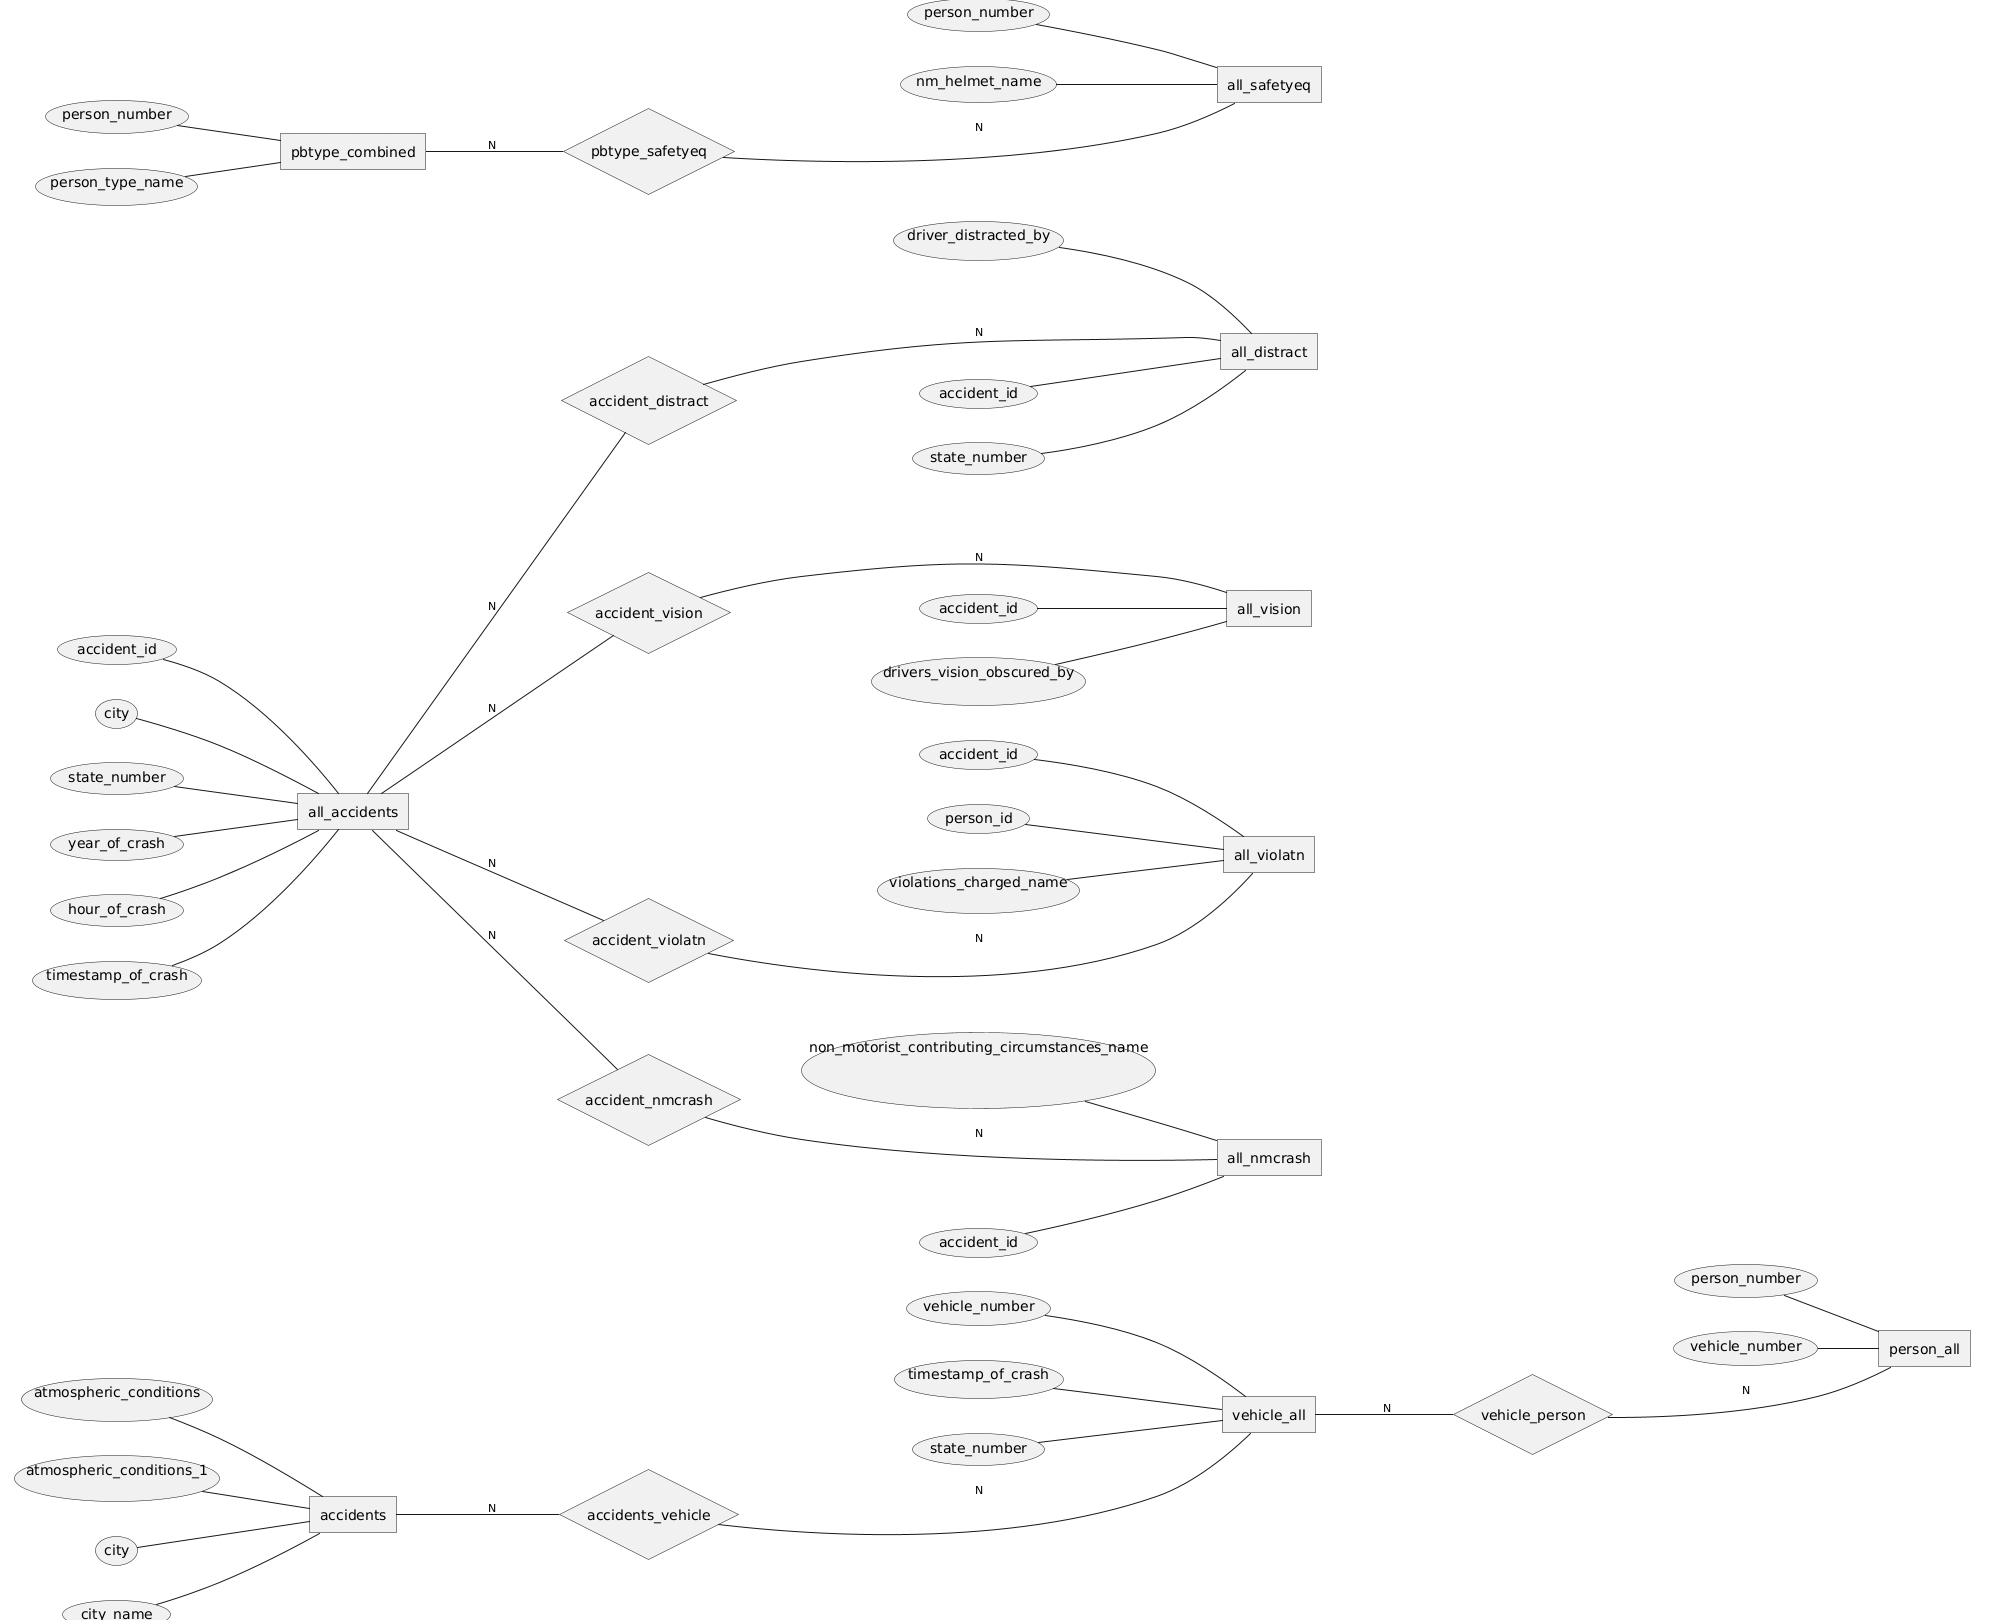 person_number
nm_helmet_name
all_safetyeq
N
person_number
person_type_name
pbtype_combined
N
pbtype_safetyeq
driver_distracted_by
N
all_distract
accident_id
state_number
accident_distract
N
N
accident_vision
accident_id
all_vision
drivers_vision_obscured_by
N
accident_id
city
state_number
year_of_crash
hour_of_crash
timestamp_of_crash
all_accidents
accident_id
person_id
violations_charged_name
all_violatn
N
accident_violatn
N
N
accident_nmcrash
non_motorist_contributing_circumstances_name
N
all_nmcrash
accident_id
vehicle_number
timestamp_of_crash
state_number
vehicle_all
N
N
vehicle_person
person_number
vehicle_number
N
person_all
atmospheric_conditions
atmospheric_conditions_1
city
city_name
accidents
N
accidents_vehicle